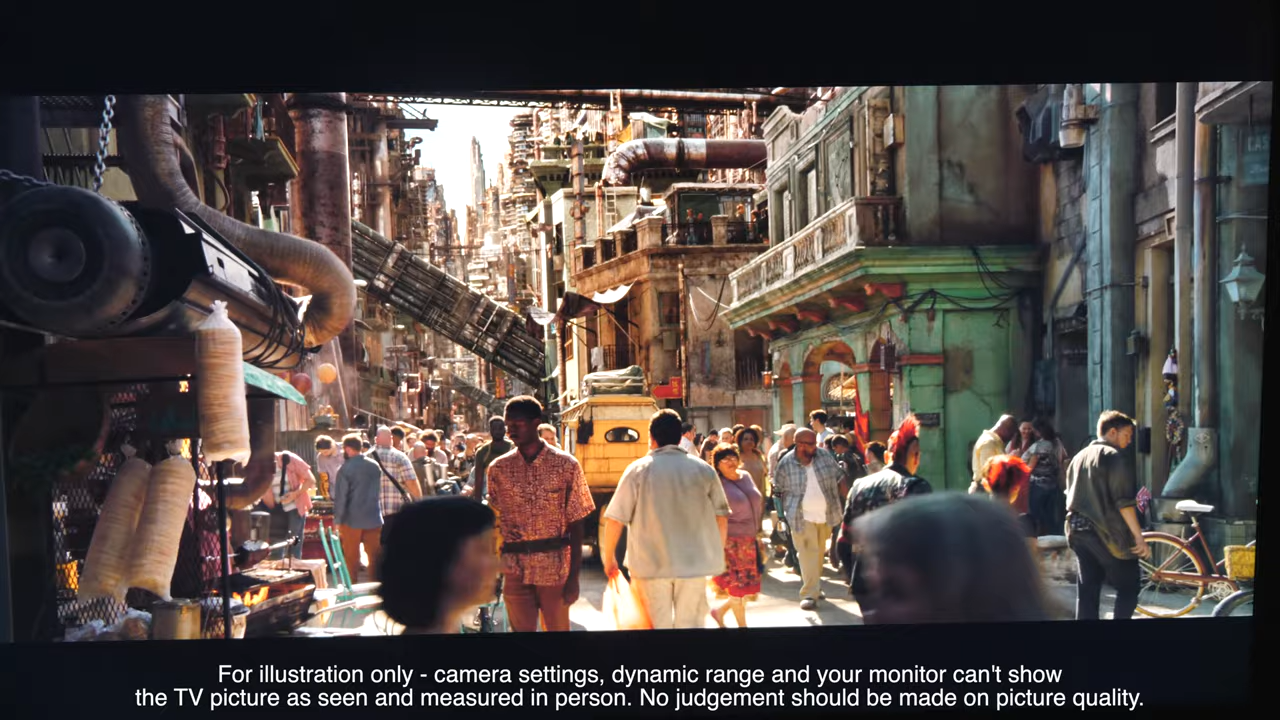 For illustration only - camera settings, dynamic range and your monitor can't show
the TV picture as seen and measured in person. No judgement should be made on picture quality.